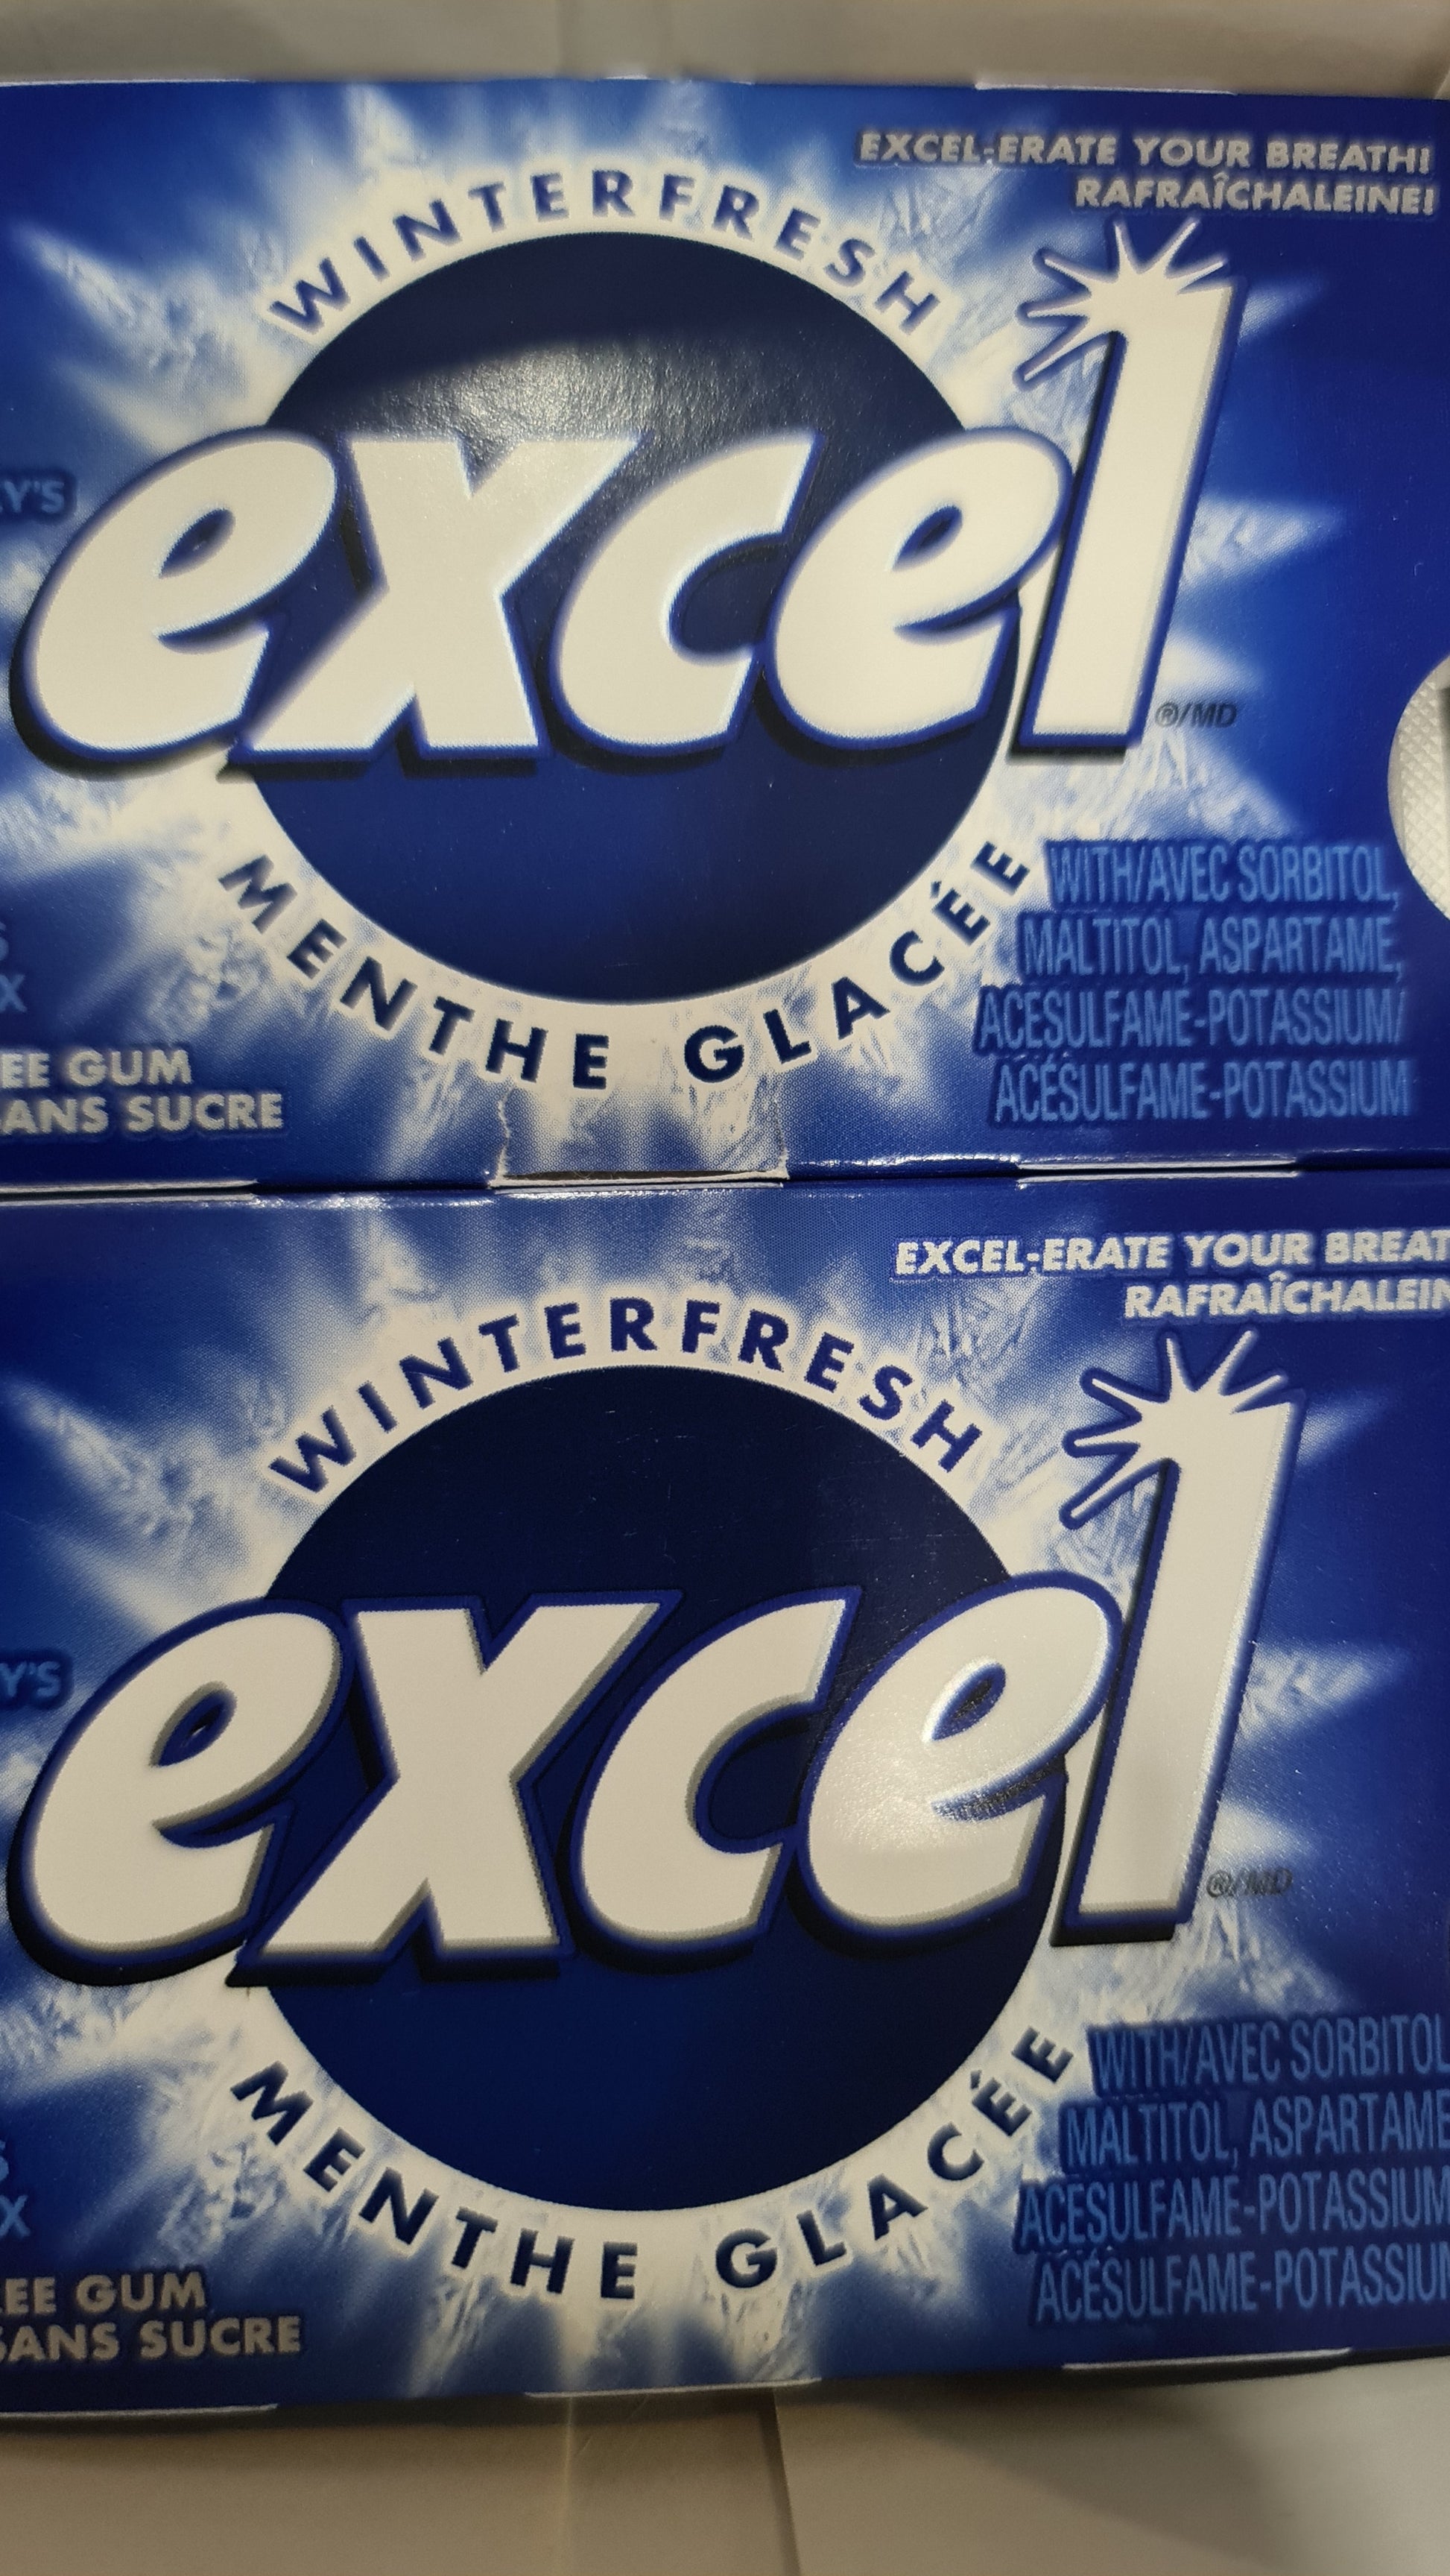 EXCEL-ERATE YOUR BREATH!
RAFRAÎCHALEINE!
WINTERFRESH
Y'S
excel
®/MD
MENTHE GLACÉE
WITH/AVEC SORBITOL,
MALTITOL, ASPARTAME,
ACESULFAME-POTASSIUM/
ACÉSULFAME-POTASSIUM
S
X
EE GUM
ANS SUCRE
EXCEL-ERATE YOUR BREAT
RAFRAÎCHALEIN
WINTERFRESH
Y'S
excel
®/MD
MENTHE GLACÉE
WITH/AVEC SORBITOL
MALTITOL, ASPARTAME
ACESULFAME-POTASSIUM
ACÉSULFAME-POTASSIUM
S
X
EE GUM
SANS SUCRE